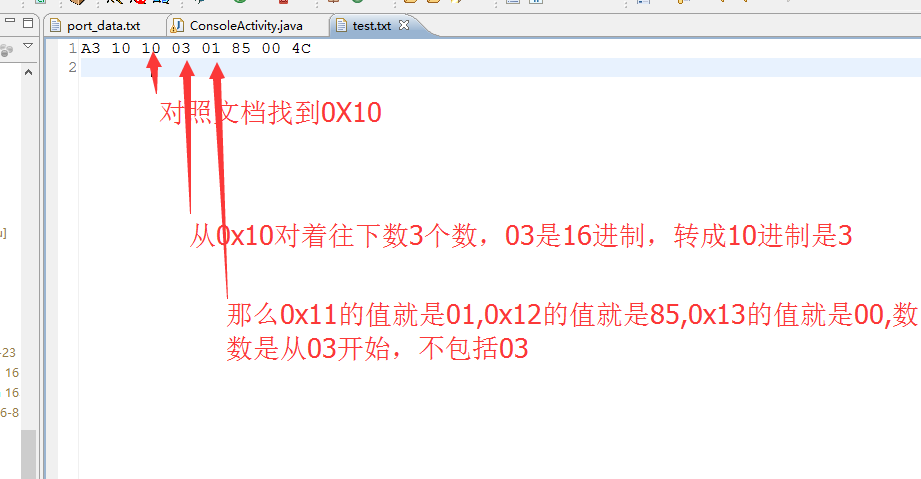 port_data.txt ConsoleActivity.java test.txt
1 A3 10 10 03 01 85 00 4C
2
对照文档找到0X10
从0x10对着往下数3个数，03是16进制，转成10进制是3
u]
那么0x11的值就是01,0x12的值就是85,0x13的值就是00,数
数是从03开始，不包括03
-23
16
16
6-8